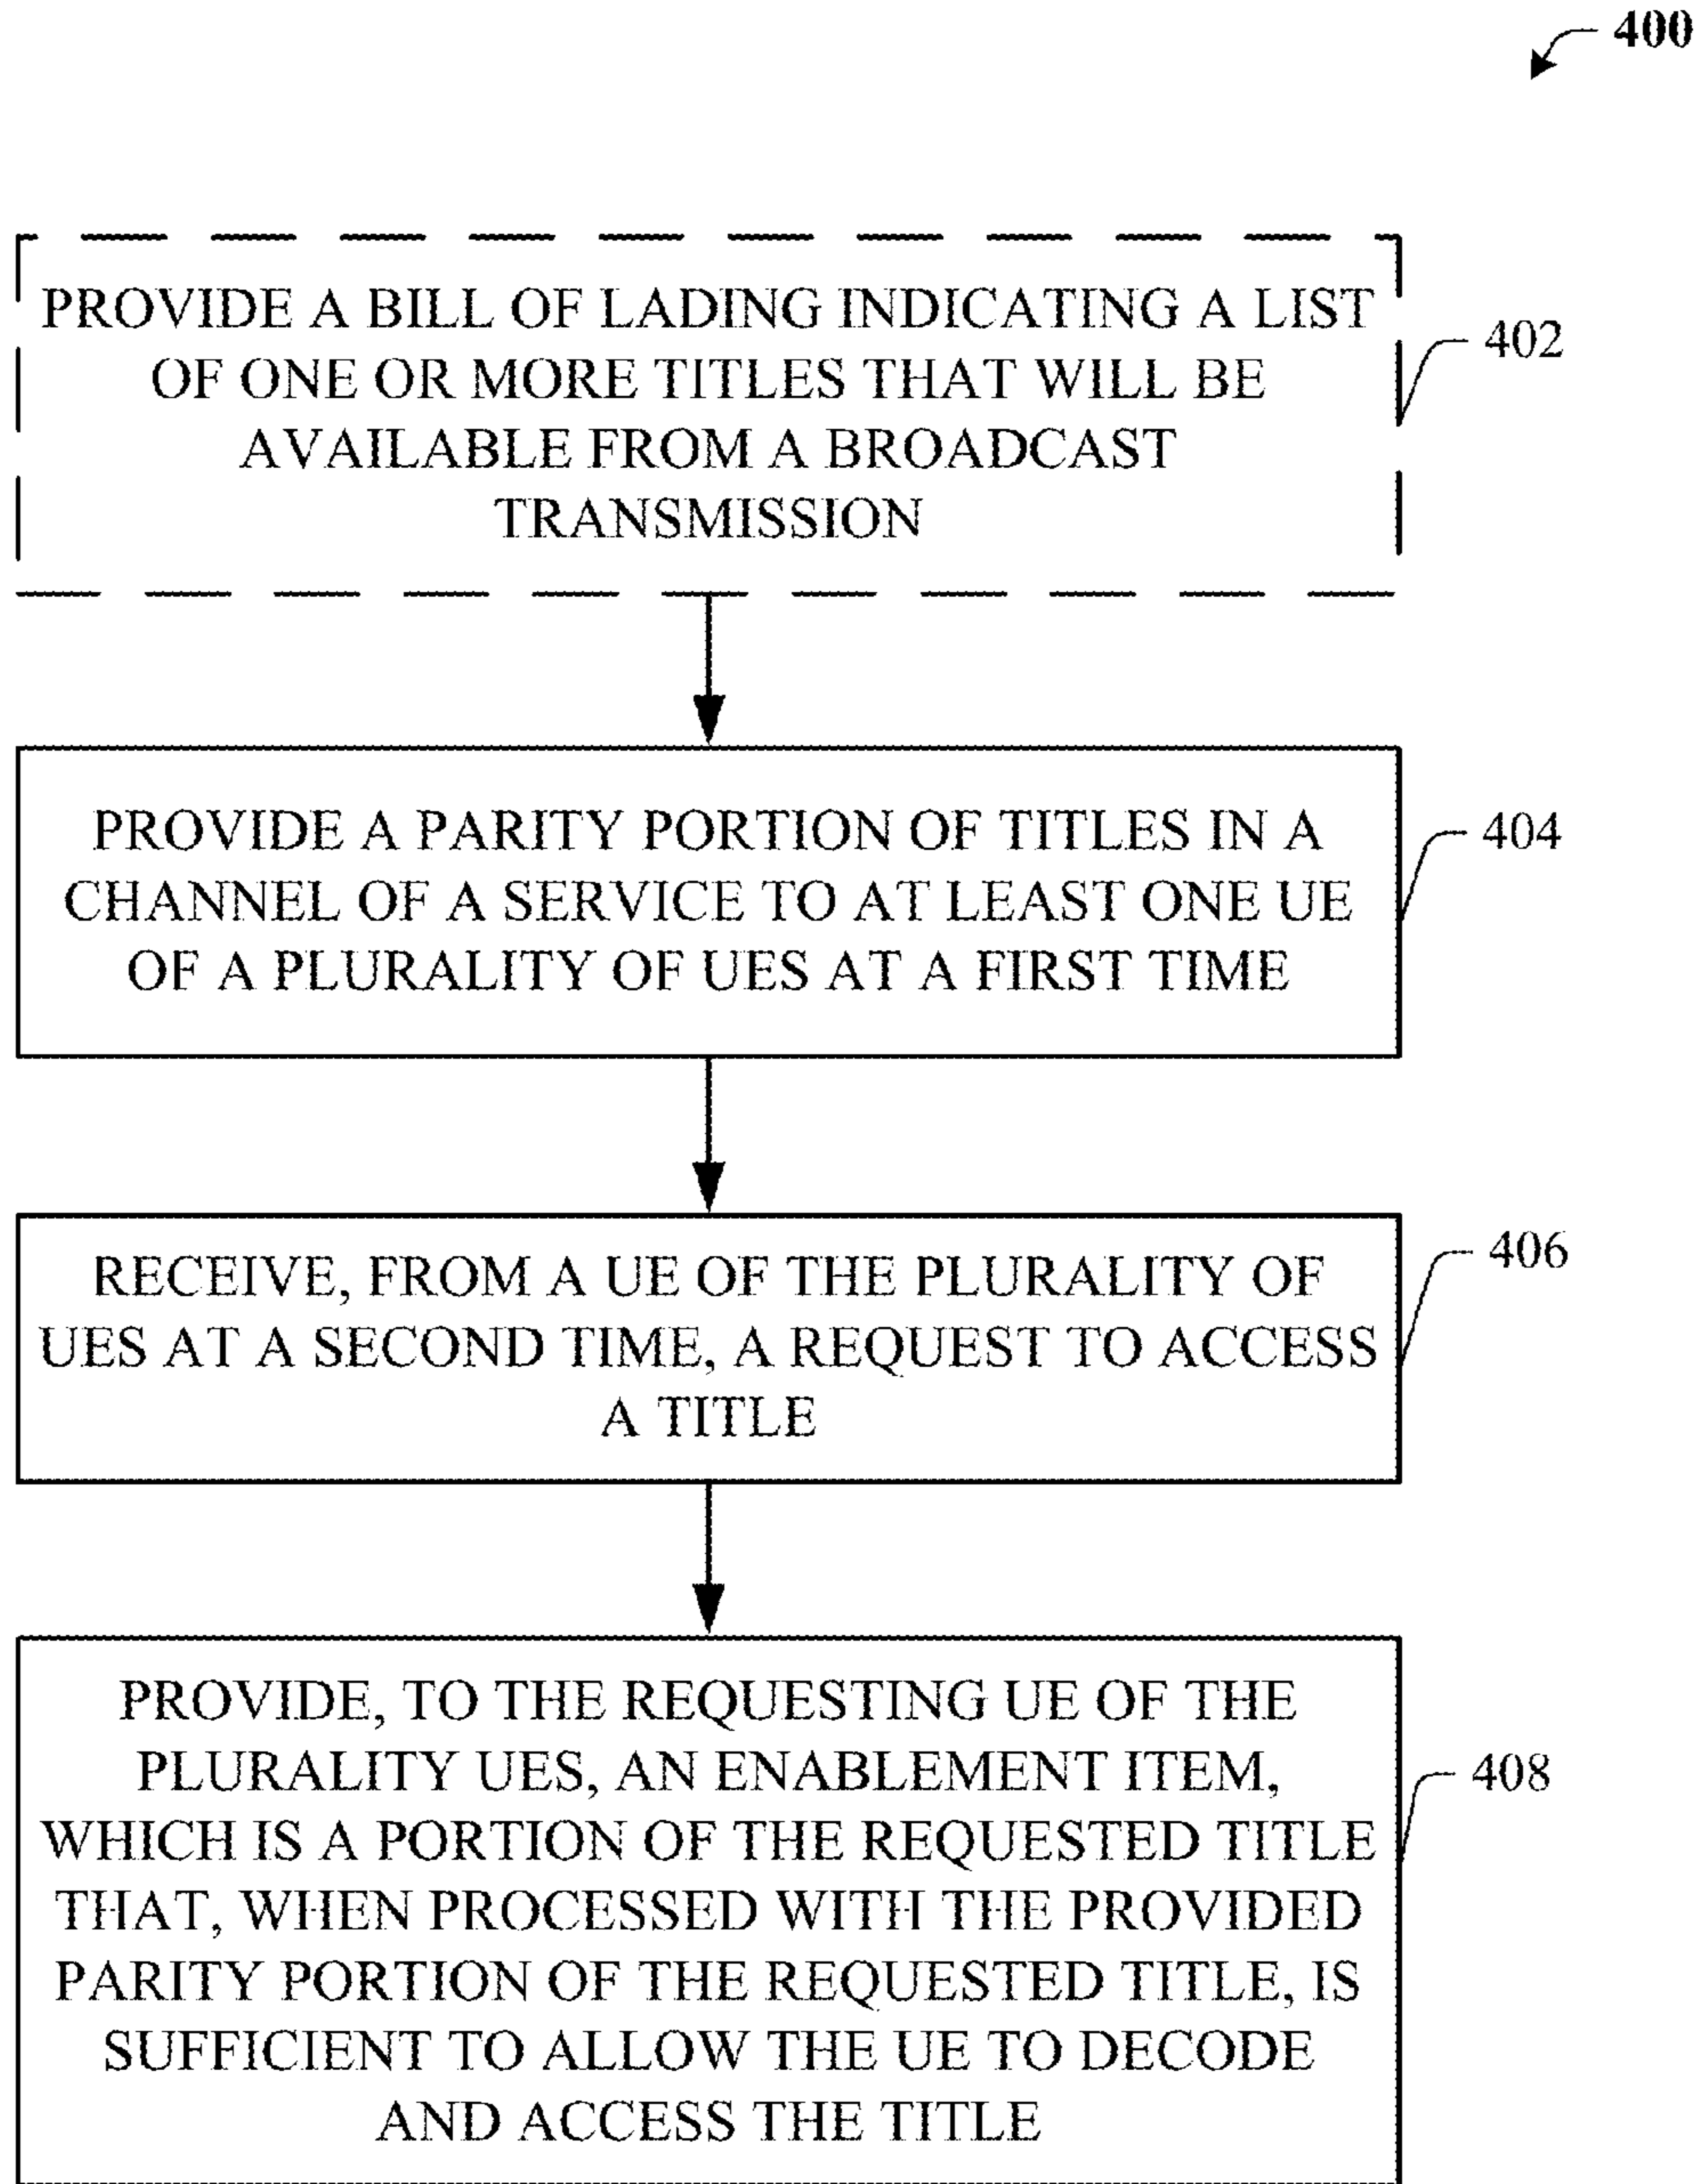 400
PROVIDE A BILL OF LADING INDICATING A LIST
OF ONE OR MORE TITLES THAT WILL BE
AVAILABLE FROM A BROADCAST
TRANSMISSION
402
PROVIDE A PARITY PORTION OF TITLES IN A
CHANNEL OF A SERVICE TO AT LEAST ONE UE
OF A PLURALITY OF UES AT A FIRST TIME
404
RECEIVE, FROM A UE OF THE PLURALITY OF
UES AT A SECOND TIME, A REQUEST TO ACCESS
A TITLE
406
PROVIDE, TO THE REQUESTING UE OF THE
PLURALITY UES, AN ENABLEMENT ITEM,
WHICH IS A PORTION OF THE REQUESTED TITLE
THAT, WHEN PROCESSED WITH THE PROVIDED
PARITY PORTION OF THE REQUESTED TITLE, IS
SUFFICIENT TO ALLOW THE UE TO DECODE
AND ACCESS THE TITLE
408